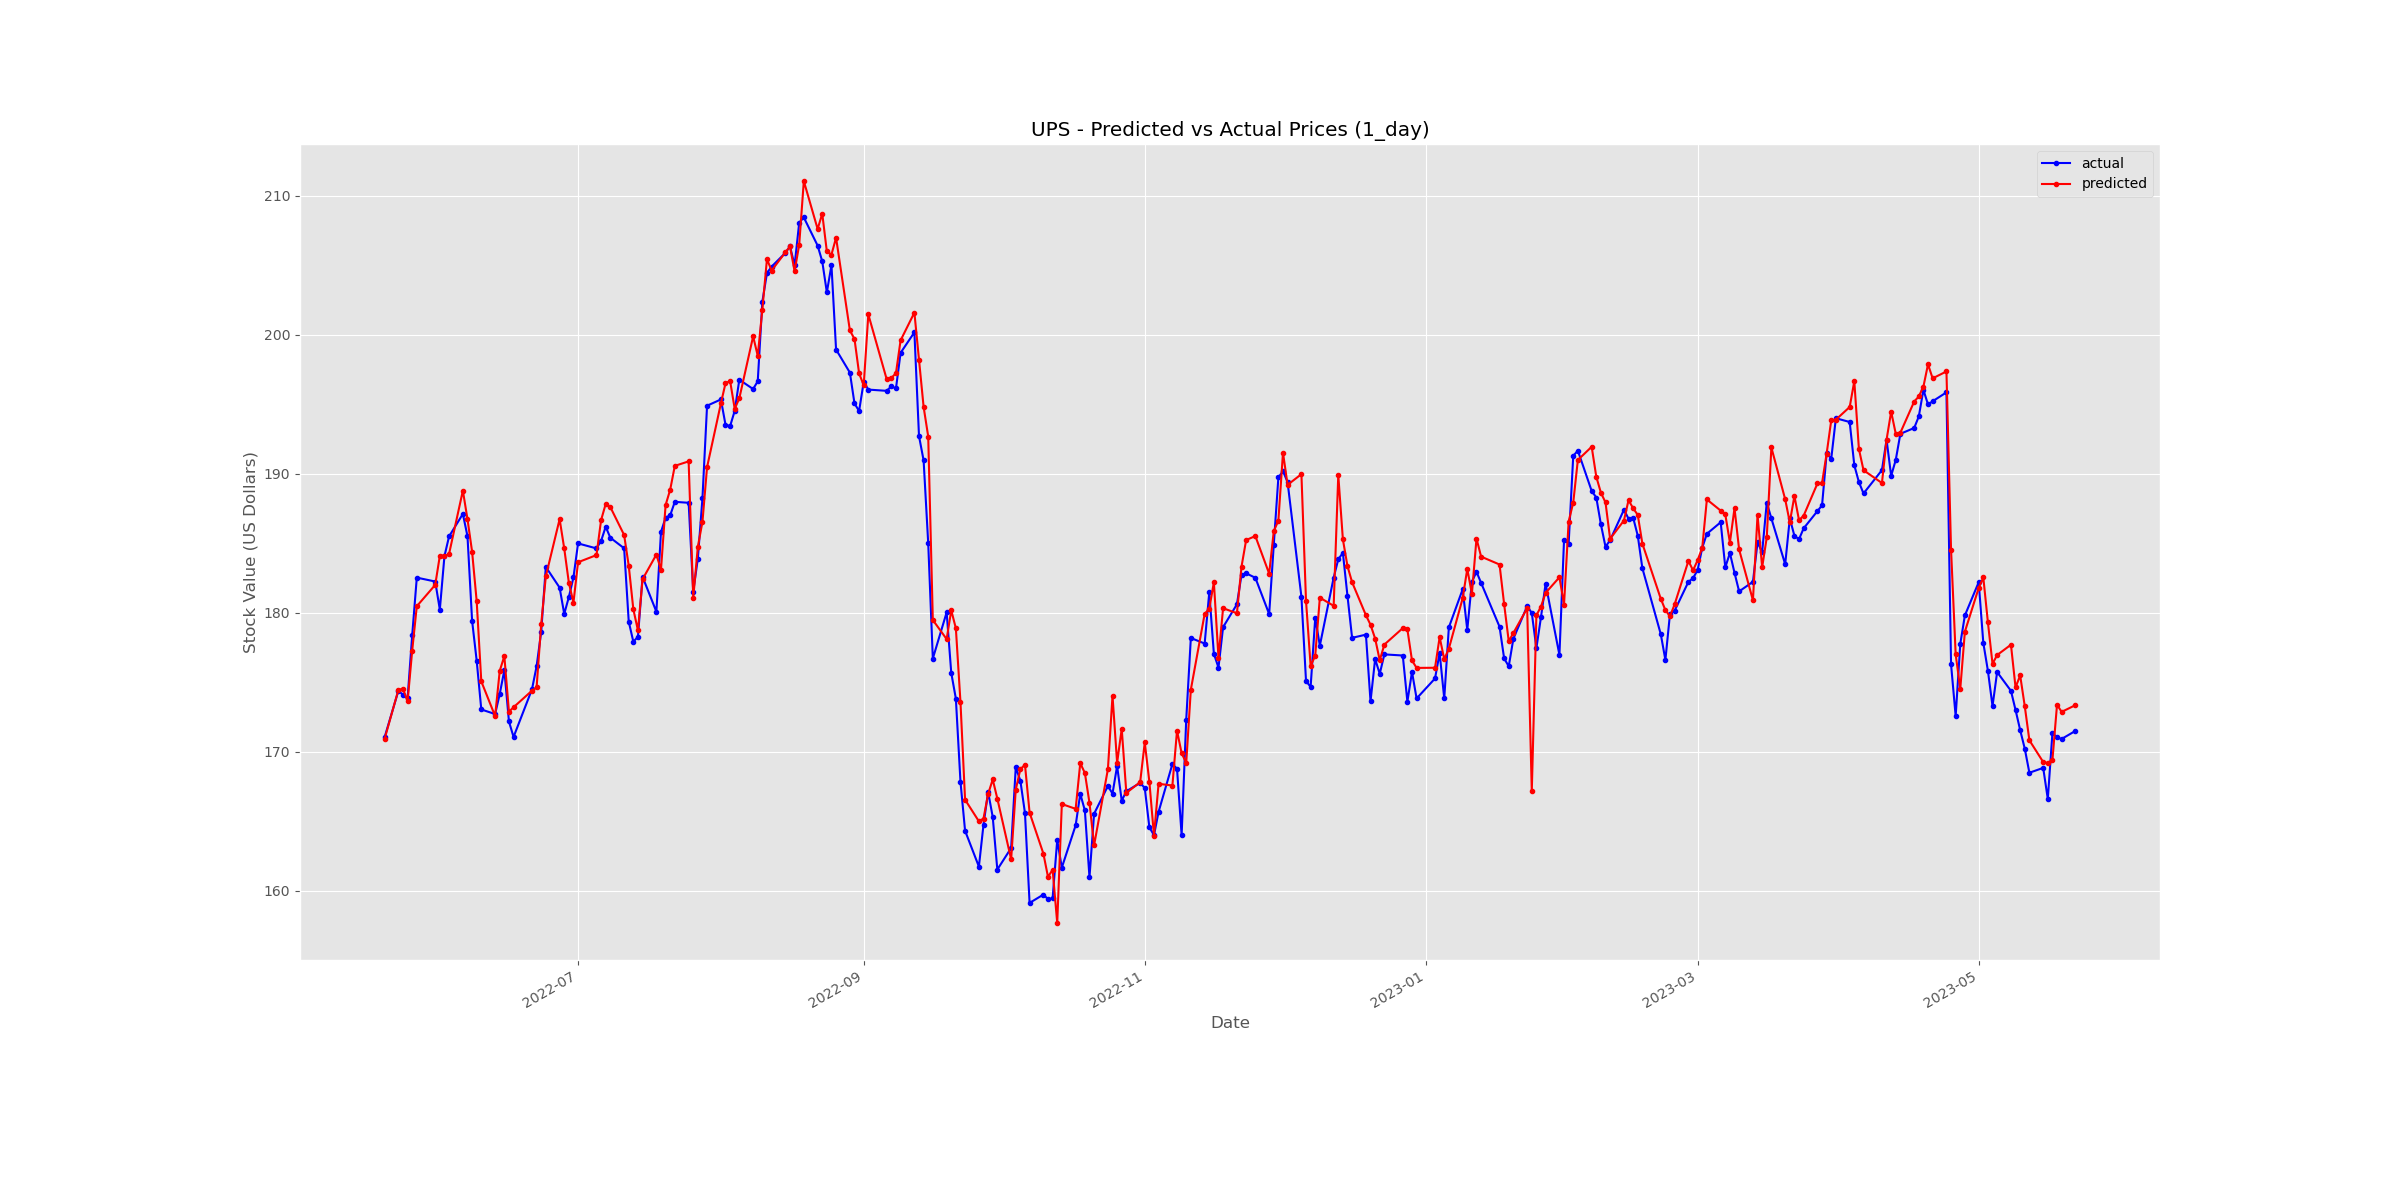 UPS - Predicted vs Actual Prices (1_day)
actual
predicted
210
200
190
180
170
160
Stock Value (US Dollars)
2022-07
2022-09
2022-11
2023-01
2023-03
2023-05
Date